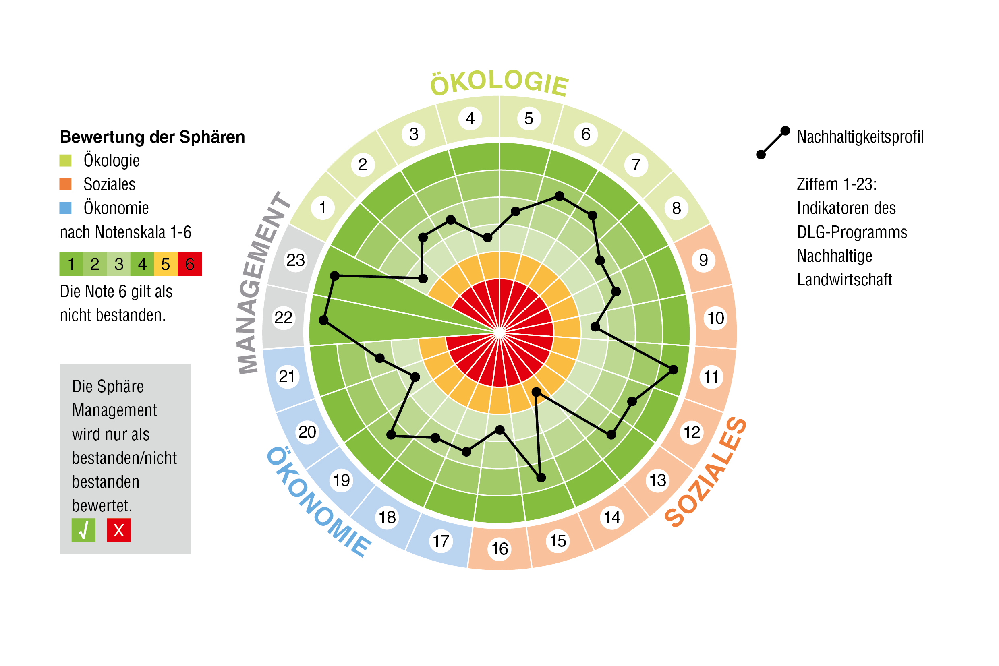 ÖKOLOGIE
Bewertung der Sphären
Ökologie
Soziales
Ökonomie
nach Notenskala 1-6
1 2 3 4 5 6
Die Note 6 gilt als
nicht bestanden.
Die Sphäre
Management
wird nur als
bestanden/nicht
bestanden
bewertet.
√ X
MANAGEMENT
1
2
3
4
5
6
7
8
9
10
11
12
13
14
15
16
17
18
19
20
21
22
23
ÖKONOMIE
SOZIALES
Nachhaltigkeitsprofil
Ziffern 1-23:
Indikatoren des
DLG-Programms
Nachhaltige
Landwirtschaft